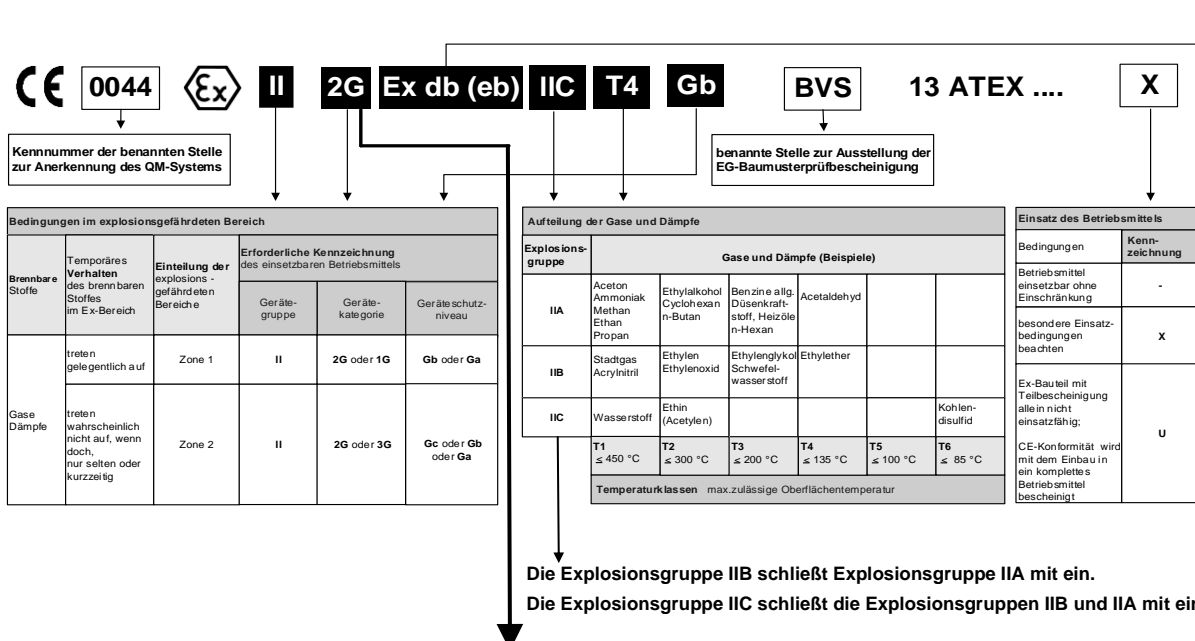 CE 0044 Ex II 2G Ex db (eb) IIC T4 Gb BVS 13 ATEX .... X
Kennnummer der benannten Stelle
zur Anerkennung des QM-Systems
benannte Stelle zur Ausstellung der
EG-Baumusterprüfbescheinigung
Bedingungen im explosionsgefährdeten Bereich
Brennbare
Stoffe
Temporäres
Verhalten
des brennbaren
Stoffes
im Ex-Bereich
Einteilung der
explosions -
gefährdeten
Bereiche
Erforderliche Kennzeichnung
des einsetzbaren Betriebsmittels
Geräte-
gruppe
Geräte-
kategorie
Geräteschutz-
niveau
Gase
Dämpfe
treten
gelegentlich auf
Zone 1
II
2G oder 1G
Gb oder Ga
treten
wahrscheinlich
nicht auf, wenn
doch,
nur selten oder
kurzzeitig
Zone 2
II
2G oder 3G
Gc oder Gb
oder Ga
Aufteilung der Gase und Dämpfe
Explosions-
gruppe
Gase und Dämpfe (Beispiele)
IIA
Aceton
Ammoniak
Methan
Ethan
Propan
Ethylalkohol
Cyclohexan
n-Butan
Benzine allg.
Düsenkraft-
stoff, Heizöle
n-Hexan
Acetaldehyd
IIB
Stadtgas
Acrylnitril
Ethylen
Ethylenoxid
Ethylenglykol
Schwefel-
wasserstoff
Ethylether
IIC
Wasserstoff
Ethin
(Acetylen)
Kohlen-
disulfid
T1
≤ 450 °C
T2
≤ 300 °C
T3
≤ 200 °C
T4
≤ 135 °C
T5
≤ 100 °C
T6
≤ 85 °C
Temperaturklassen max.zulässige Oberflächentemperatur
Einsatz des Betriebsmittels
Bedingungen
Kenn-
zeichnung
Betriebsmittel
einsetzbar ohne
Einschränkung
-
besondere Einsatz-
bedingungen
beachten
X
Ex-Bauteil mit
Teilbescheinigung
allein nicht
einsatzfähig;
CE-Konformität wird
mit dem Einbau in
ein komplettes
Betriebsmittel
bescheinigt
U
Die Explosionsgruppe IIB schließt Explosionsgruppe IIA mit ein.
Die Explosionsgruppe IIC schließt die Explosionsgruppen IIB und IIA mit ein